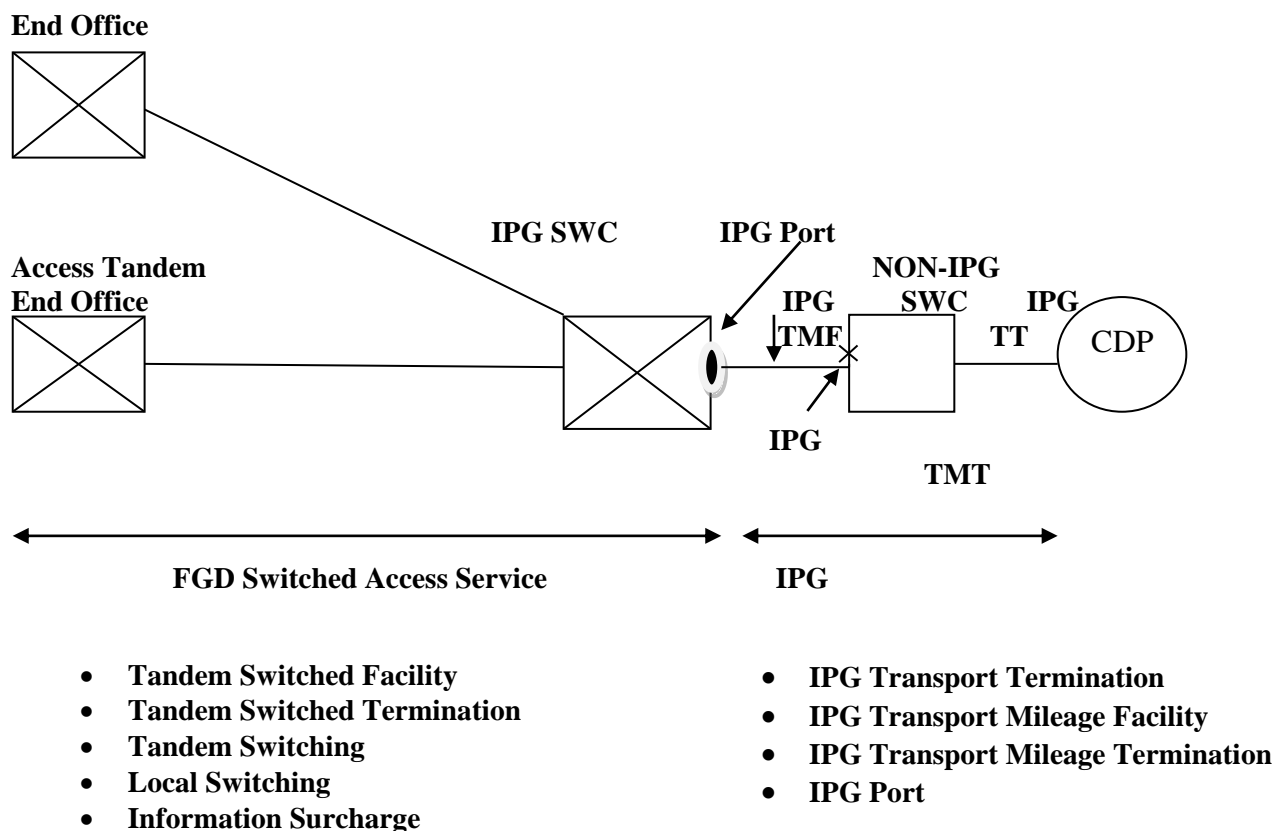 End Office
IPG SWC
IPG Port
Access Tandem
End Office
NON-IPG
SWC
IPG
TMF
IPG
TT
CDP
IPG
TMT
FGD Switched Access Service
IPG
• Tandem Switched Facility
• Tandem Switched Termination
• Tandem Switching
• Local Switching
• Information Surcharge
• IPG Transport Termination
• IPG Transport Mileage Facility
• IPG Transport Mileage Termination
• IPG Port